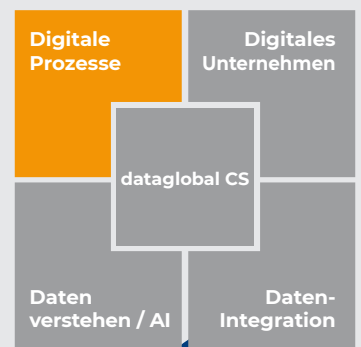 Digitale
Prozesse
Digitales
Unternehmen
dataglobal CS
Daten
verstehen / AI
Daten-
Integration